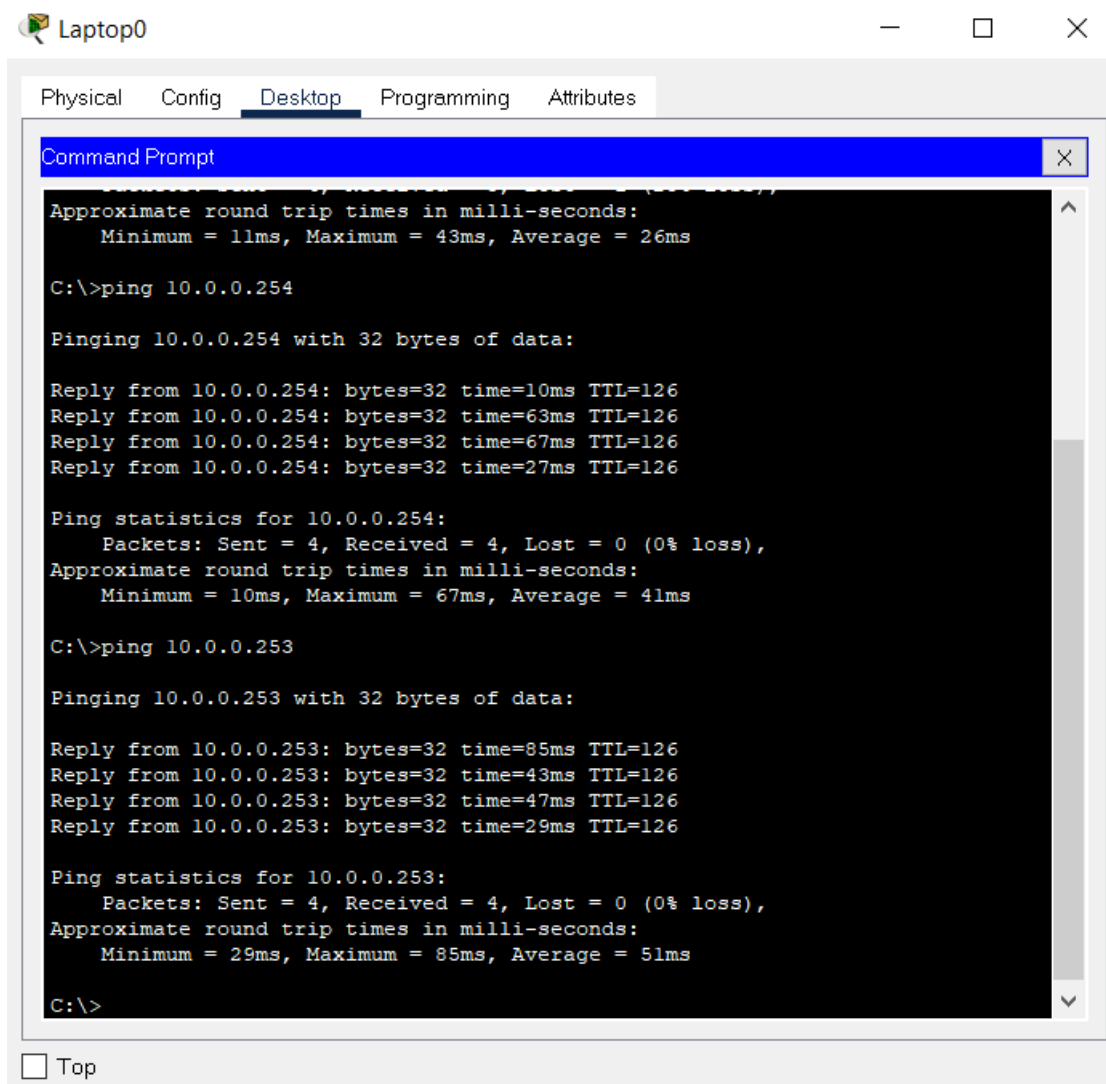 Laptop0
Physical Config Desktop Programming Attributes
Command Prompt
X
Approximate round trip times in milli-seconds:
    Minimum = 11ms, Maximum = 43ms, Average = 26ms
C:\>ping 10.0.0.254
Pinging 10.0.0.254 with 32 bytes of data:
Reply from 10.0.0.254: bytes=32 time=10ms TTL=126
Reply from 10.0.0.254: bytes=32 time=63ms TTL=126
Reply from 10.0.0.254: bytes=32 time=67ms TTL=126
Reply from 10.0.0.254: bytes=32 time=27ms TTL=126
Ping statistics for 10.0.0.254:
    Packets: Sent = 4, Received = 4, Lost = 0 (0% loss),
Approximate round trip times in milli-seconds:
    Minimum = 10ms, Maximum = 67ms, Average = 41ms
C:\>ping 10.0.0.253
Pinging 10.0.0.253 with 32 bytes of data:
Reply from 10.0.0.253: bytes=32 time=85ms TTL=126
Reply from 10.0.0.253: bytes=32 time=43ms TTL=126
Reply from 10.0.0.253: bytes=32 time=47ms TTL=126
Reply from 10.0.0.253: bytes=32 time=29ms TTL=126
Ping statistics for 10.0.0.253:
    Packets: Sent = 4, Received = 4, Lost = 0 (0% loss),
Approximate round trip times in milli-seconds:
    Minimum = 29ms, Maximum = 85ms, Average = 51ms
C:\>
Top